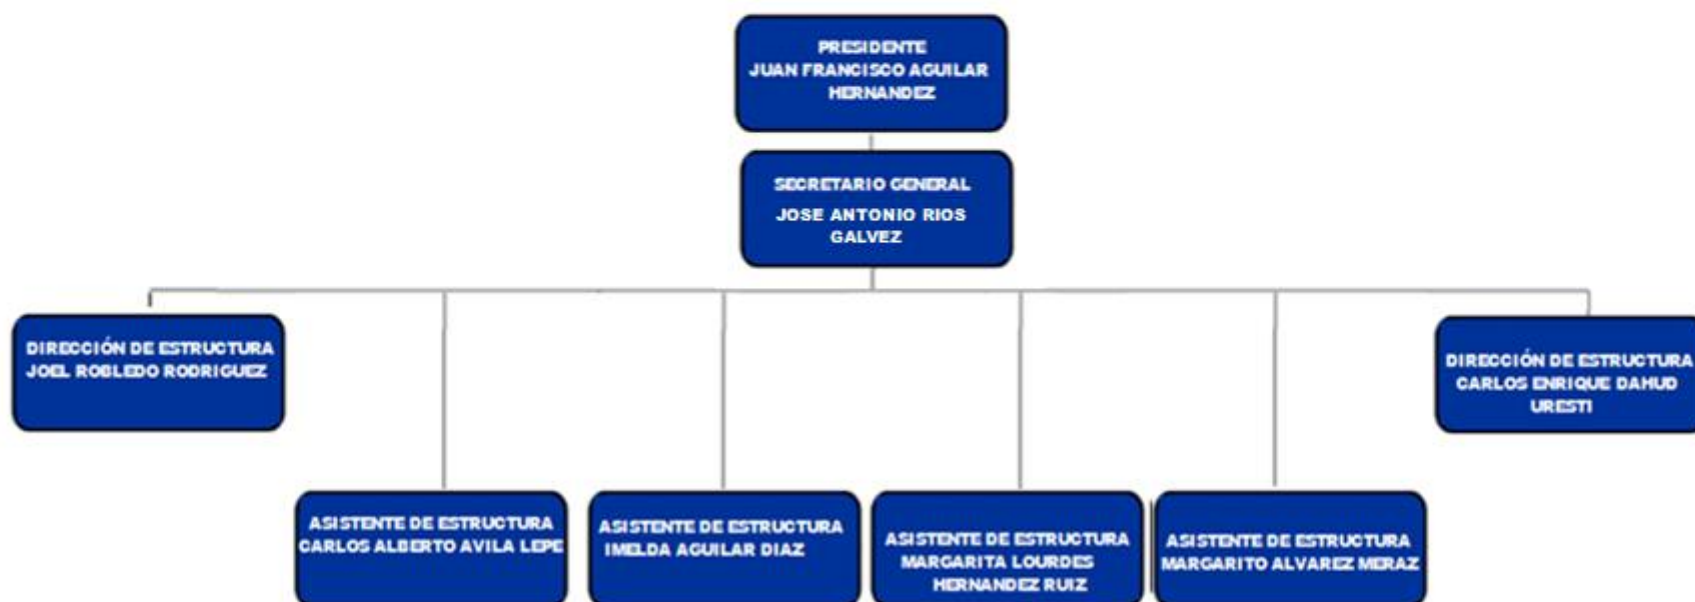 PRESIDENTE
JUAN FRANCISCO AGUILAR
HERNANDEZ
SECRETARIO GENERAL
JOSE ANTONIO RIOS
GALVEZ
DIRECCIÓN DE ESTRUCTURA
JOEL ROBLEDO RODRIGUEZ
DIRECCIÓN DE ESTRUCTURA
CARLOS ENRIQUE DAHUD
URESTI
ASISTENTE DE ESTRUCTURA
CARLOS ALBERTO AVILA LEPE
ASISTENTE DE ESTRUCTURA
IMELDA AGUILAR DIAZ
ASISTENTE DE ESTRUCTURA
MARGARITA LOURDES
HERNANDEZ RUIZ
ASISTENTE DE ESTRUCTURA
MARGARITO ALVAREZ MERAZ